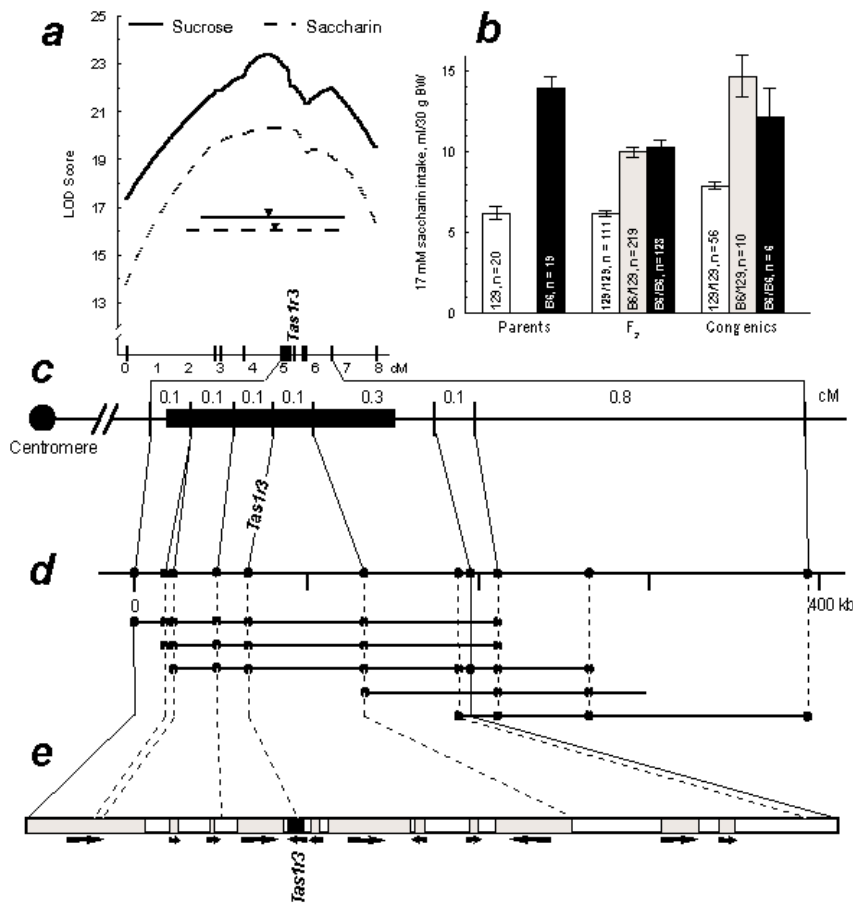 a
Sucrose
Saccharin
LOD Score
25
23
21
19
17
16
15
13
Tas1r3
0 1 2 3 4 5 6 7 8 cM
b
17 mM saccharin intake, ml/30 g BW
15
10
5
0
129, n = 20
B6, n = 19
129/129, n = 111
B6/129, n = 219
B6/B6, n=123
129/129, n = 56
B6/129, n = 10
B6/B6, n = 6
Parents
F2
Congenics
c
0.1 0.1 0.1 0.1 0.3 0.1 0.8 cM
Centromere
Tas1r3
d
0
400 kb
e
Tas1r3